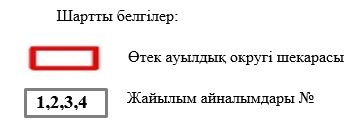 Шартты белгілер:
Өтек ауылдық округі шекарасы
1,2,3,4 Жайылым айналымдары №